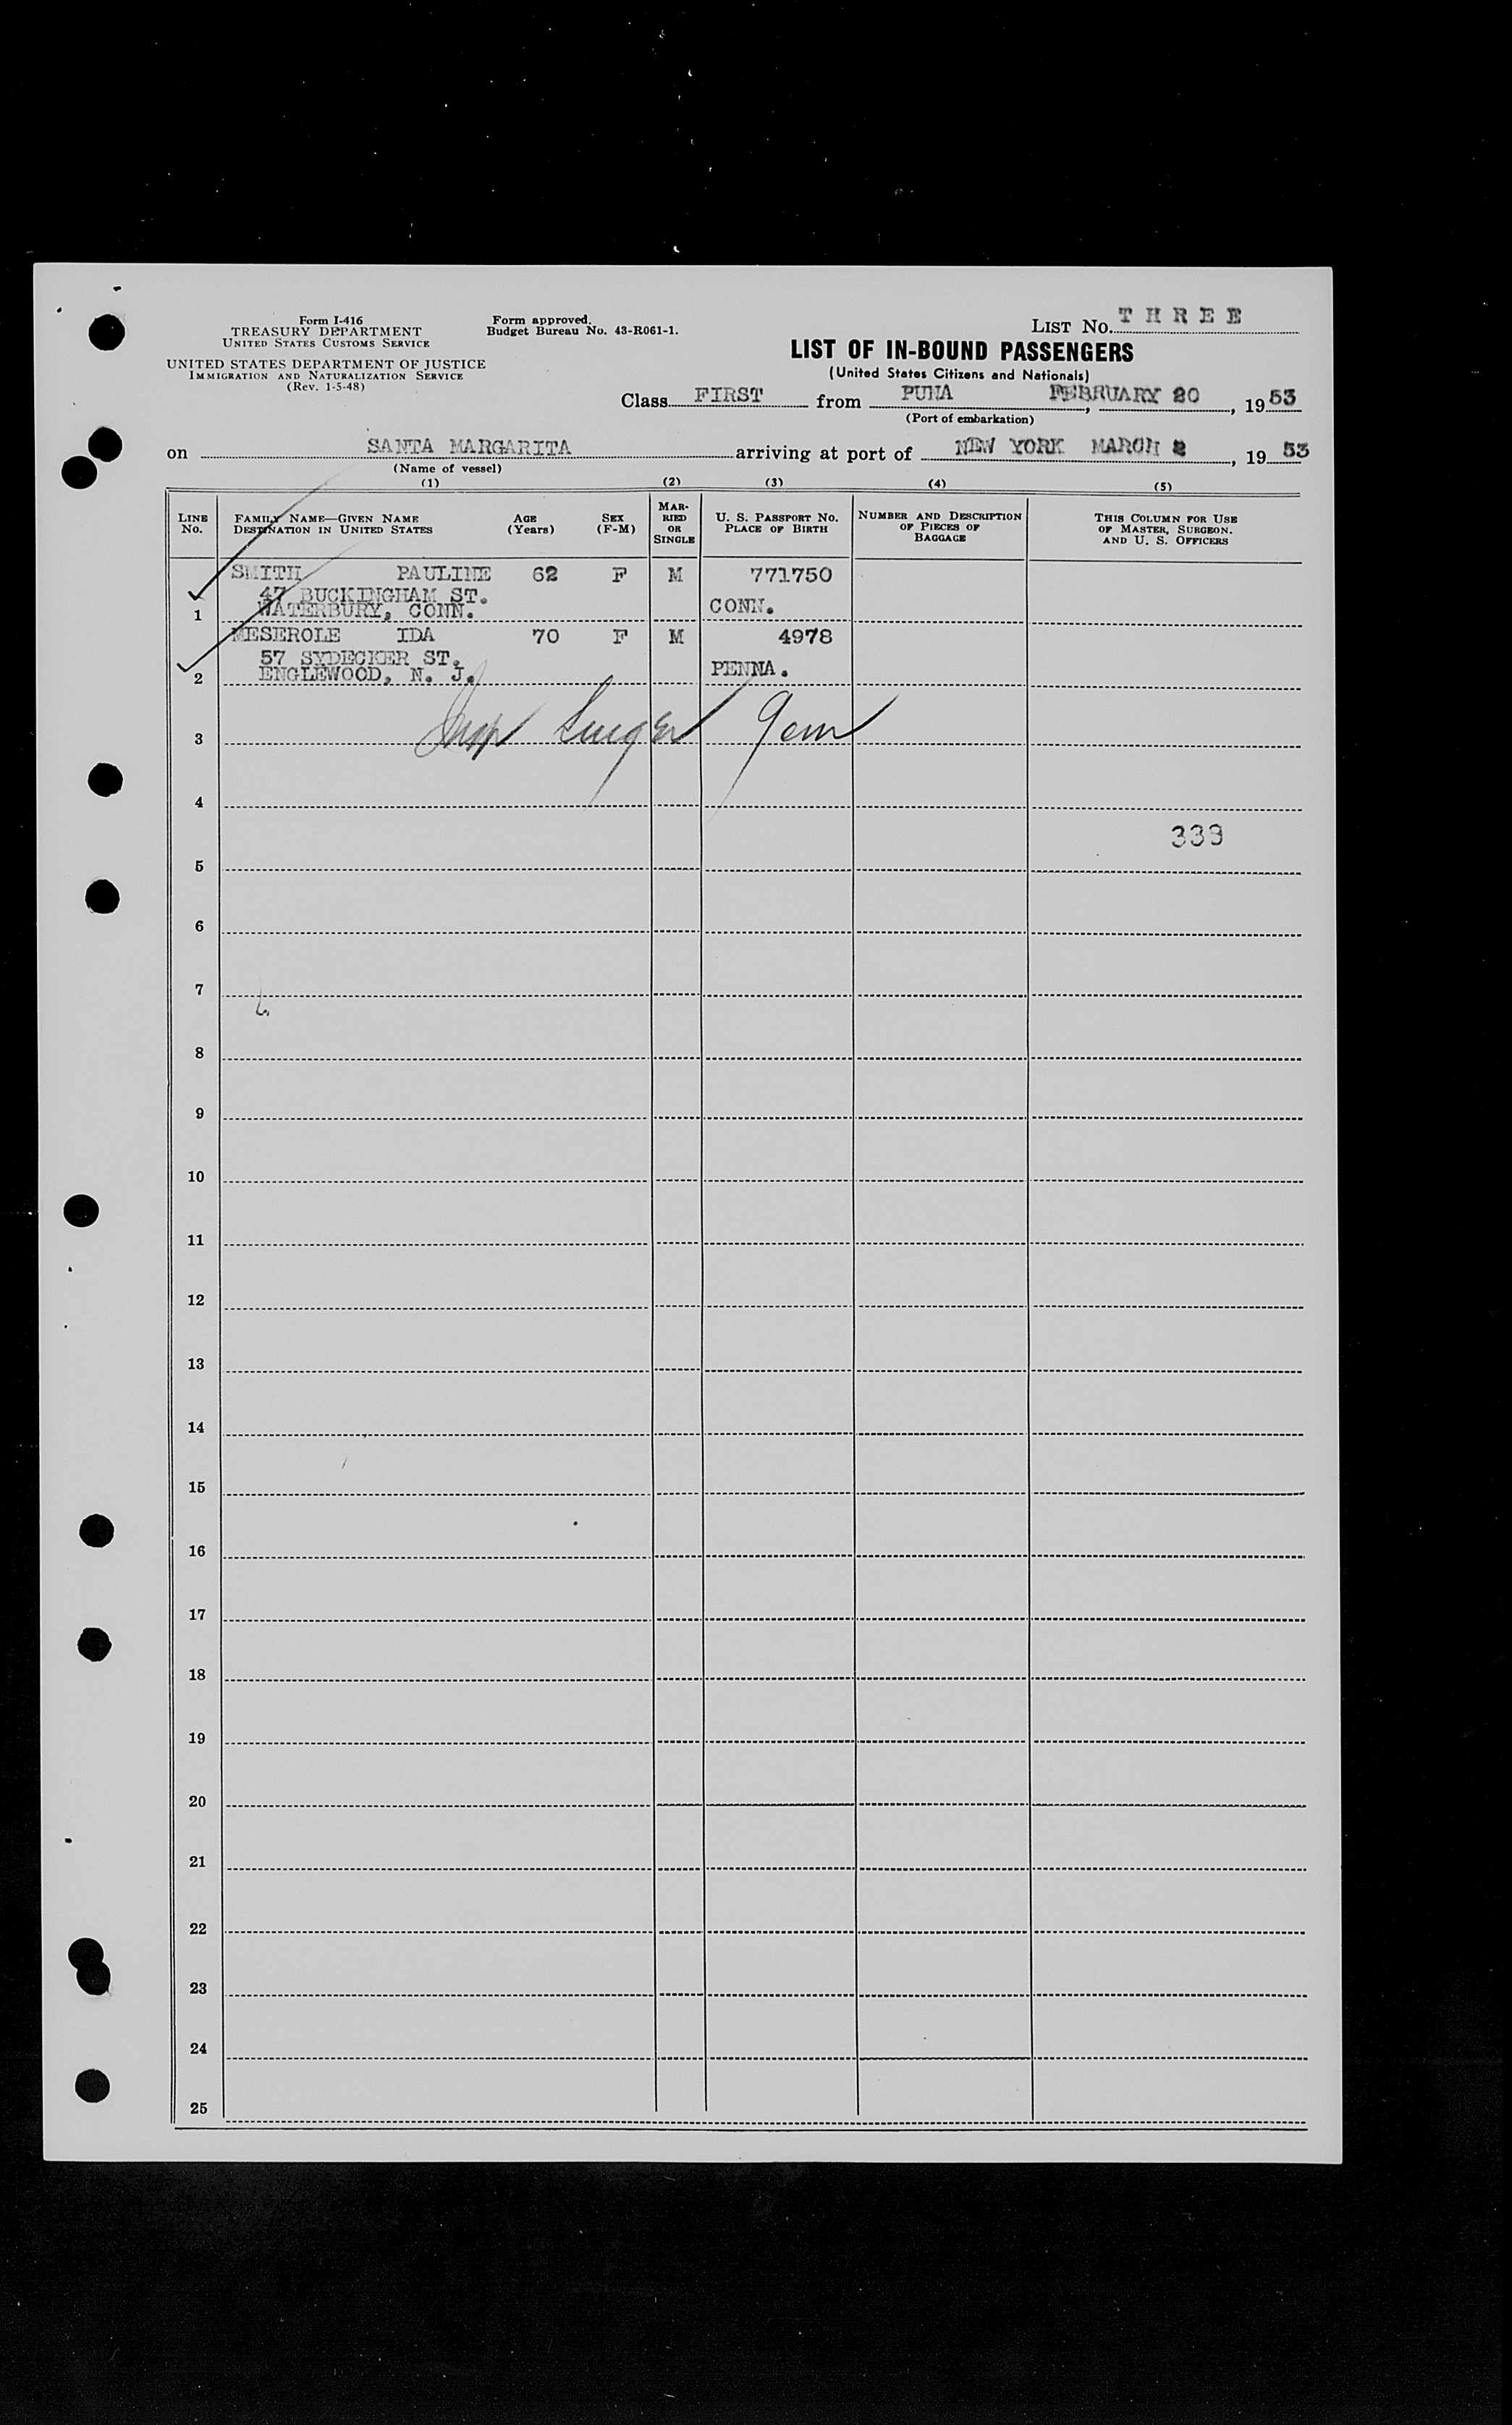 Form I-416
TREASURY DEPARTMENT
UNITED STATES CUSTOMS SERVICE
UNITED STATES DEPARTMENT OF JUSTICE
IMMIGRATION AND NATURALIZATION SERVICE
(Rev. 1-5-48)
Form approved.
Budget Bureau No. 43-R061-1.
LIST NO. THREE
LIST OF IN-BOUND PASSENGERS
(United States Citizens and Nationals)
Class FIRST from PUNA, FEBRUARY 20, 1953
(Port of embarkation)
on SANTA MARGARITA arriving at port of NEW YORK MARCH 2, 1953
(Name of vessel)
(1) (2) (3) (4) (5)
LINE NO.
FAMILY NAME—GIVEN NAME
DESTINATION IN UNITED STATES
AGE (Years)
SEX (F-M)
MARRIED OR SINGLE
U. S. PASSPORT NO.
PLACE OF BIRTH
NUMBER AND DESCRIPTION OF PIECES OF BAGGAGE
THIS COLUMN FOR USE OF MASTER, SURGEON, AND U. S. OFFICERS
SMITH PAULINE 62 F M 771750
47 BUCKINGHAM ST.
1 WATERBURY, CONN. CONN.
MESEROLE IDA 70 F M 4978
57 SYDECKER ST.
2 ENGLEWOOD, N. J. PENNA.
3
4
339
5
6
7
8
9
10
11
12
13
14
15
16
17
18
19
20
21
22
23
24
25